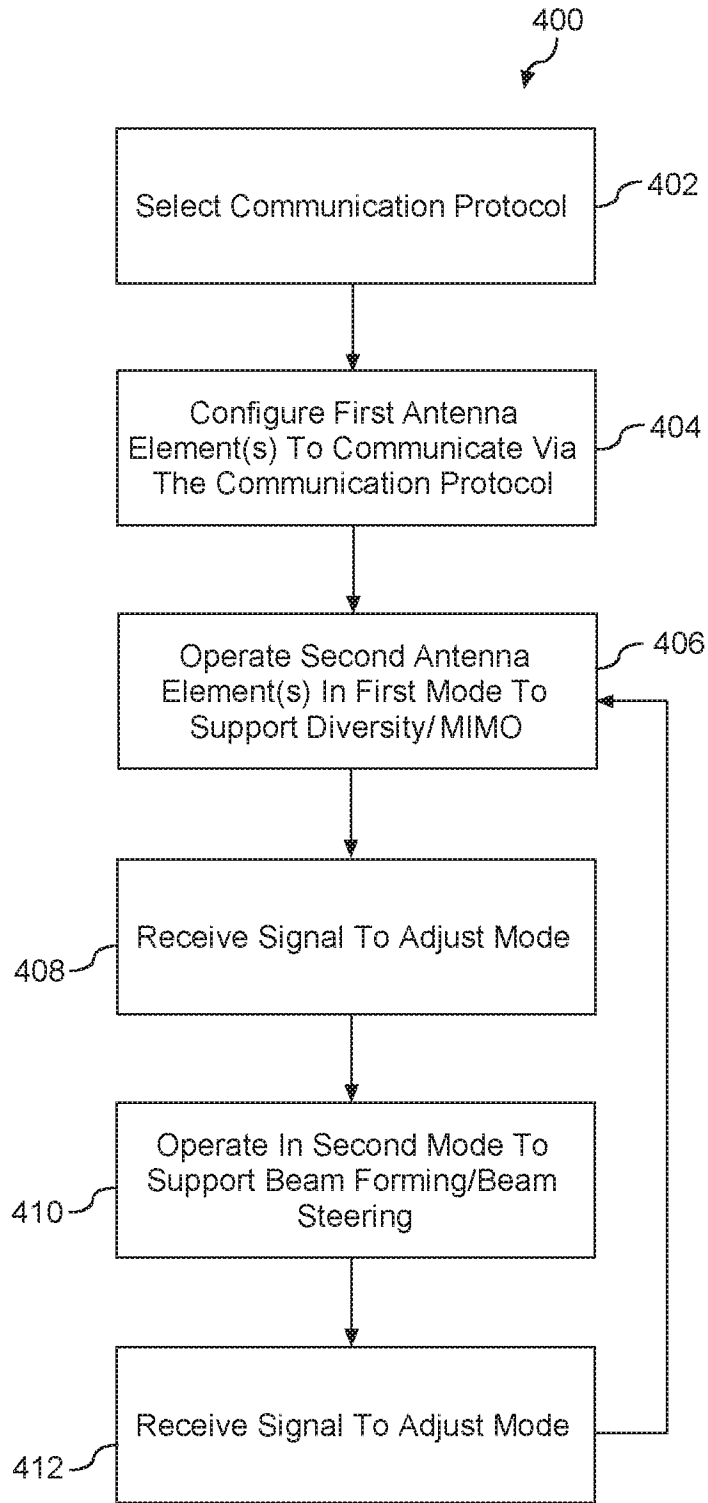 400
Select Communication Protocol
402
Configure First Antenna
Element(s) To Communicate Via
The Communication Protocol
404
Operate Second Antenna
Element(s) In First Mode To
Support Diversity/MIMO
406
Receive Signal To Adjust Mode
408
Operate In Second Mode To
Support Beam Forming/Beam
Steering
410
Receive Signal To Adjust Mode
412